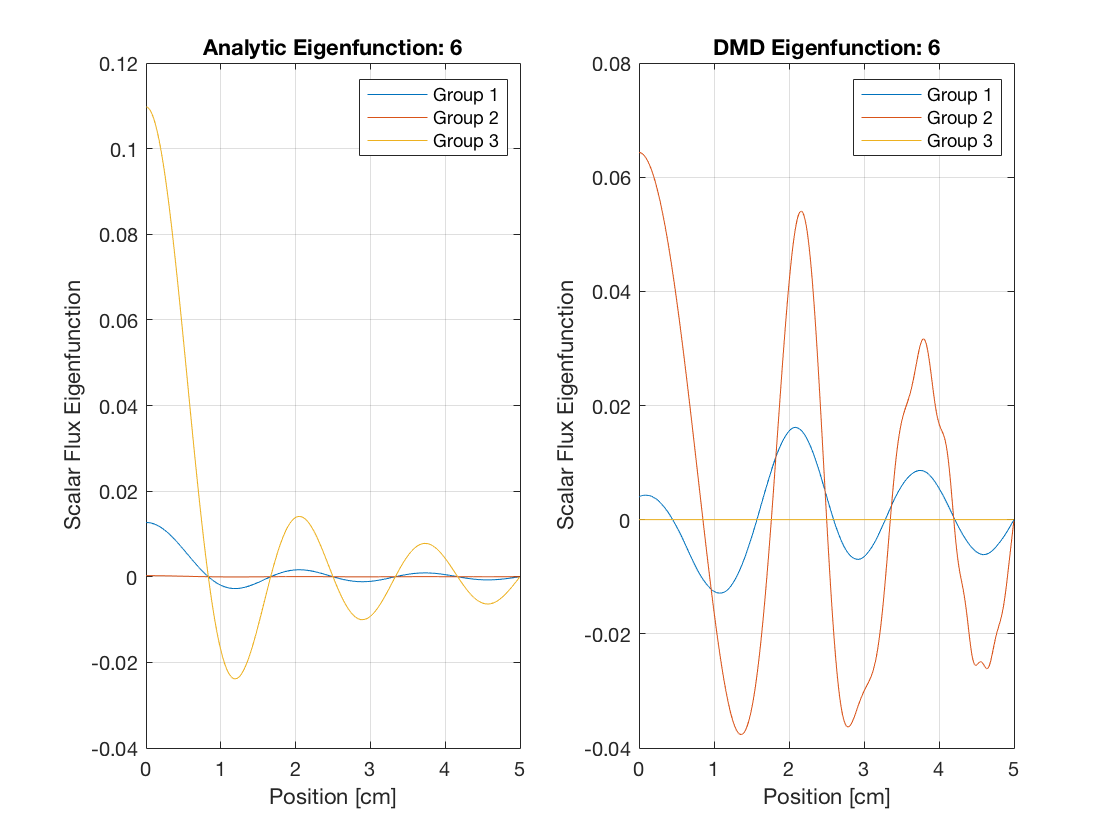 Analytic Eigenfunction: 6
0.12
0.1
0.08
0.06
0.04
0.02
0
-0.02
-0.04
Scalar Flux Eigenfunction
Group 1
Group 2
Group 3
0 1 2 3 4 5
Position [cm]
DMD Eigenfunction: 6
0.08
0.06
0.04
0.02
0
-0.02
-0.04
Scalar Flux Eigenfunction
Group 1
Group 2
Group 3
0 1 2 3 4 5
Position [cm]